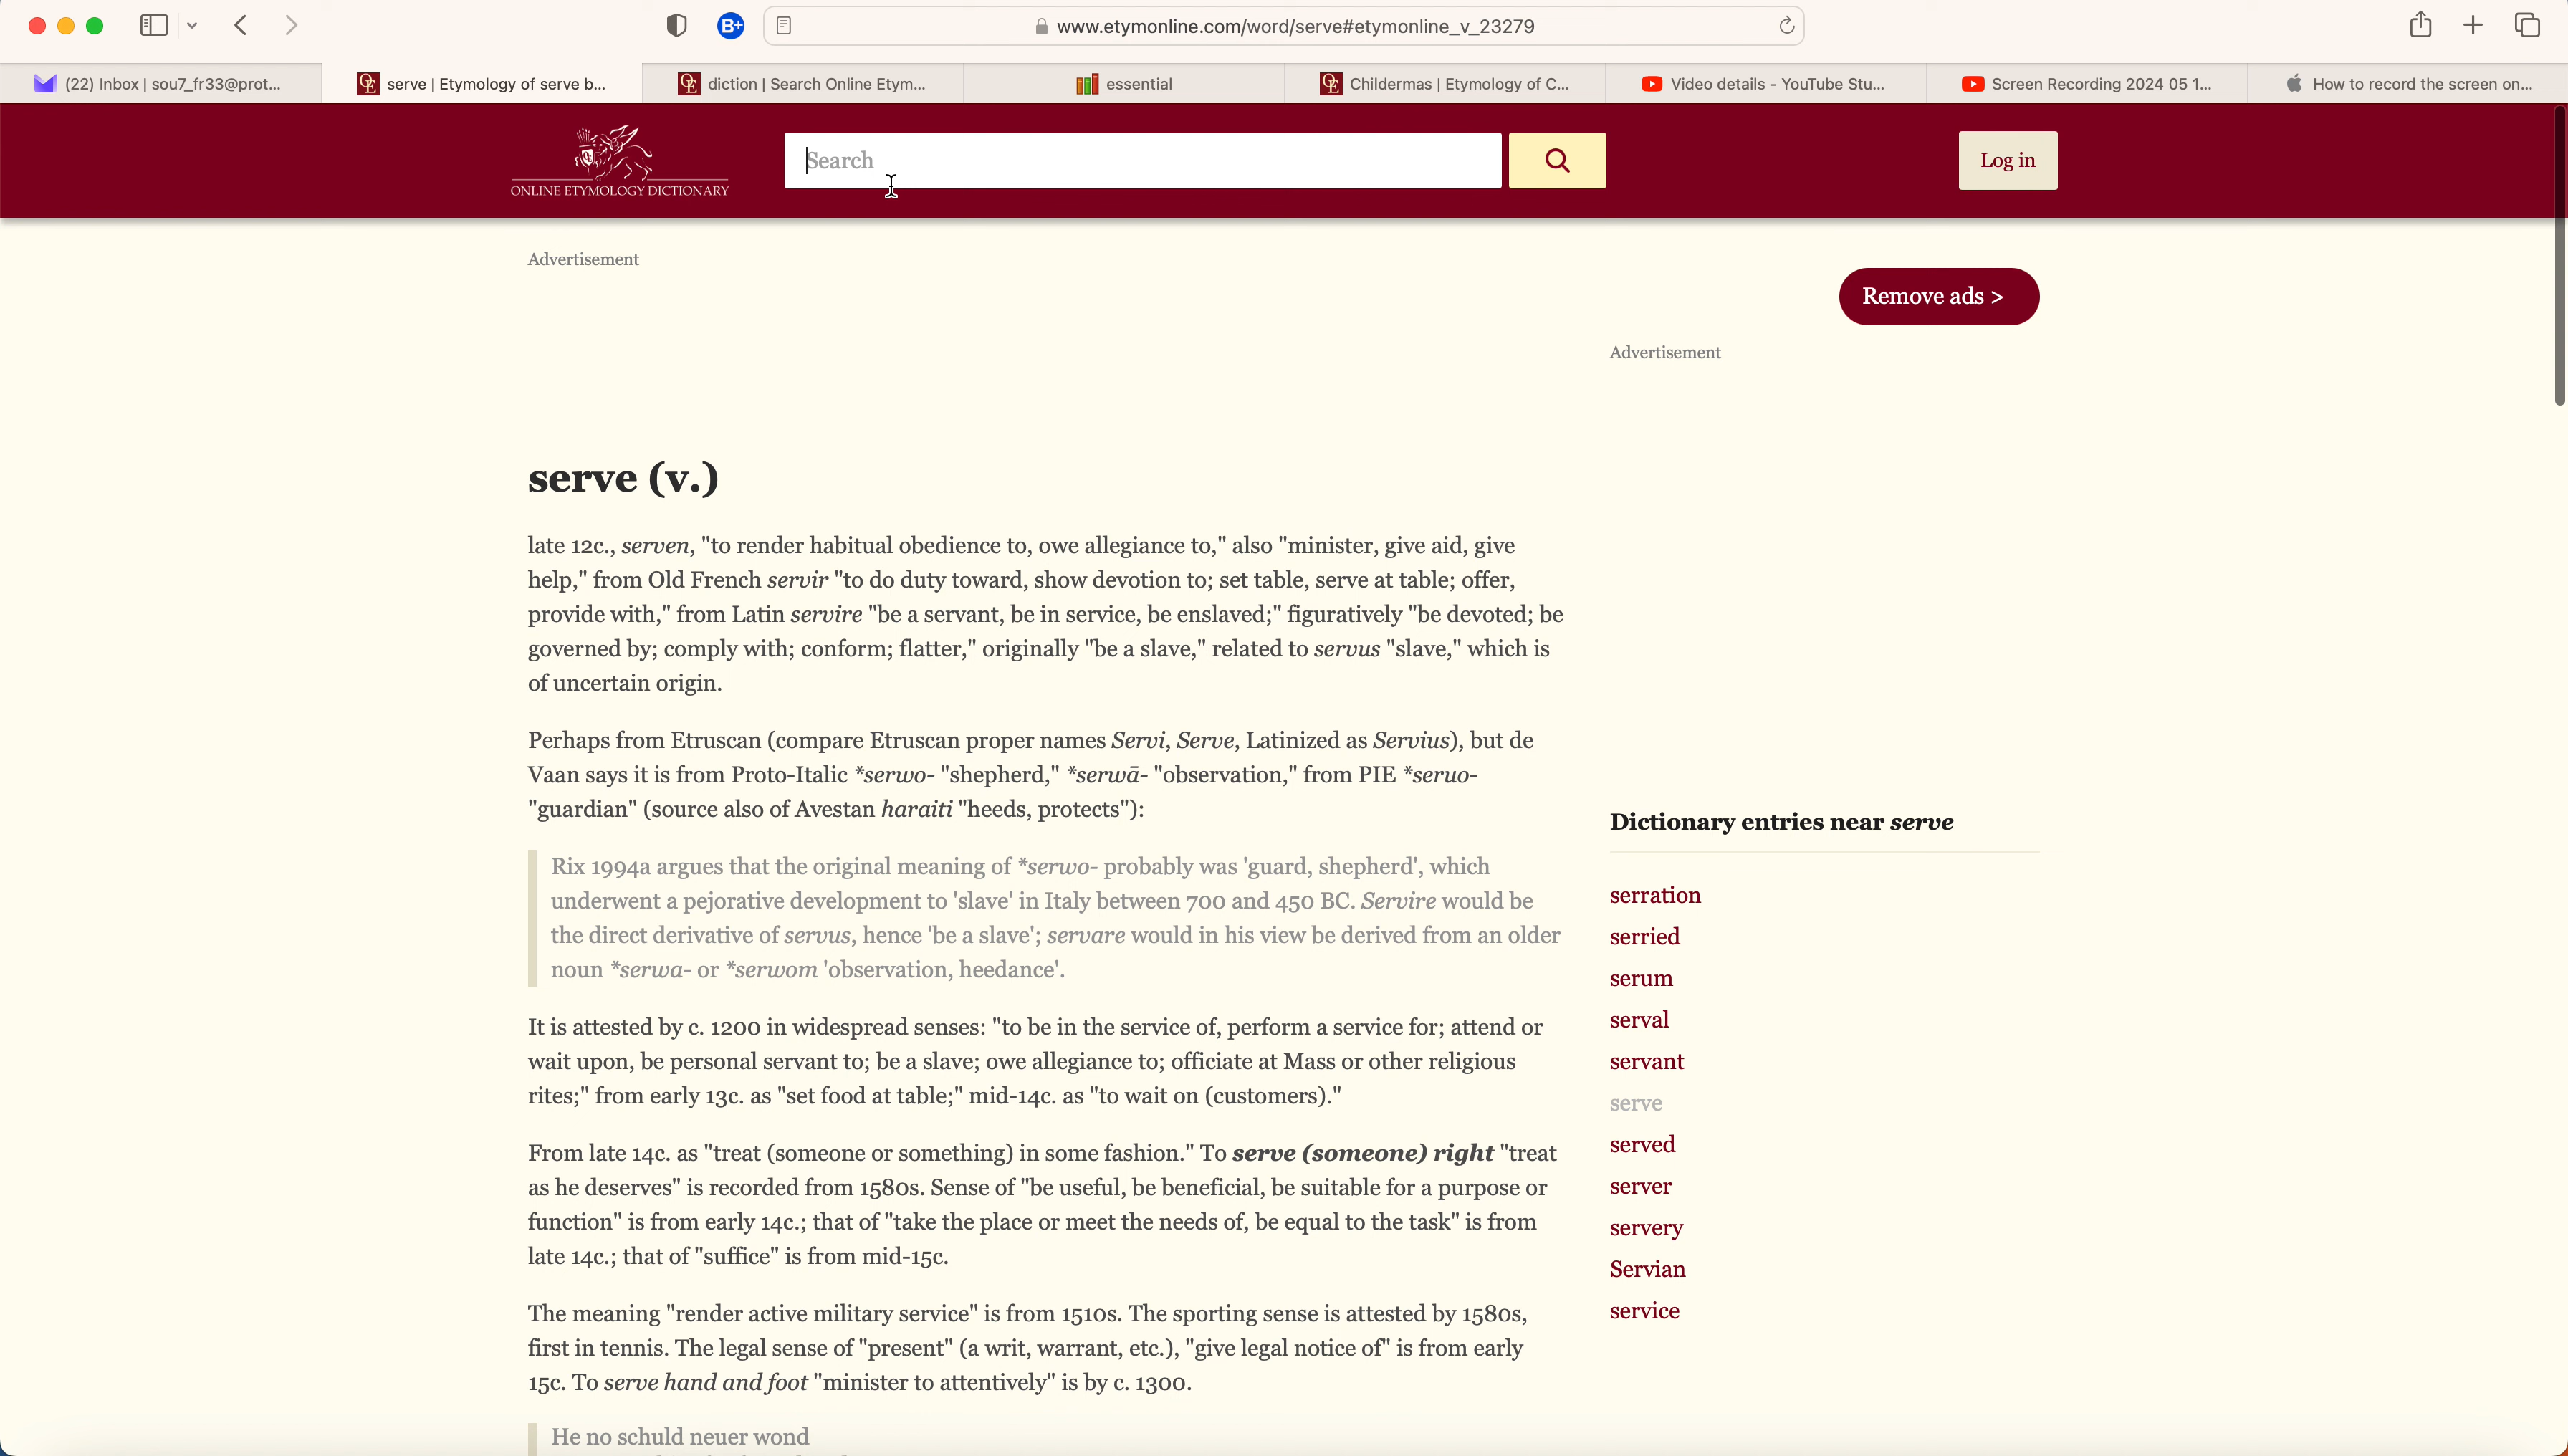 www.etymonline.com/word/serve#etymonline_v_23279
(22) Inbox | sou7_fr33@prot...
serve | Etymology of serve b...
diction | Search Online Etym...
essential
Childermas | Etymology of C...
Video details - YouTube Stu...
Screen Recording 2024 05 1...
How to record the screen on...
ONLINE ETYMOLOGY DICTIONARY
Search
Log in
Advertisement
Remove ads >
Advertisement
serve (v.)
late 12c., serven, "to render habitual obedience to, owe allegiance to," also "minister, give aid, give
help," from Old French servir "to do duty toward, show devotion to; set table, serve at table; offer,
provide with," from Latin servire "be a servant, be in service, be enslaved;" figuratively "be devoted; be
governed by; comply with; conform; flatter," originally "be a slave," related to servus "slave," which is
of uncertain origin.
Perhaps from Etruscan (compare Etruscan proper names Servi, Serve, Latinized as Servius), but de
Vaan says it is from Proto-Italic *serwo- "shepherd," *serwā- "observation," from PIE *seruo-
"guardian" (source also of Avestan haraiti "heeds, protects"):
Rix 1994a argues that the original meaning of *serwo- probably was 'guard, shepherd', which
underwent a pejorative development to 'slave' in Italy between 700 and 450 BC. Servire would be
the direct derivative of servus, hence 'be a slave'; servare would in his view be derived from an older
noun *serwa- or *serwom 'observation, heedance'.
It is attested by c. 1200 in widespread senses: "to be in the service of, perform a service for; attend or
wait upon, be personal servant to; be a slave; owe allegiance to; officiate at Mass or other religious
rites;" from early 13c. as "set food at table;" mid-14c. as "to wait on (customers)."
From late 14c. as "treat (someone or something) in some fashion." To serve (someone) right "treat
as he deserves" is recorded from 1580s. Sense of "be useful, be beneficial, be suitable for a purpose or
function" is from early 14c.; that of "take the place or meet the needs of, be equal to the task" is from
late 14c.; that of "suffice" is from mid-15c.
The meaning "render active military service" is from 1510s. The sporting sense is attested by 1580s,
first in tennis. The legal sense of "present" (a writ, warrant, etc.), "give legal notice of" is from early
15c. To serve hand and foot "minister to attentively" is by c. 1300.
He no schuld neuer wond
Dictionary entries near serve
serration
serried
serum
serval
servant
serve
served
server
servery
Servian
service